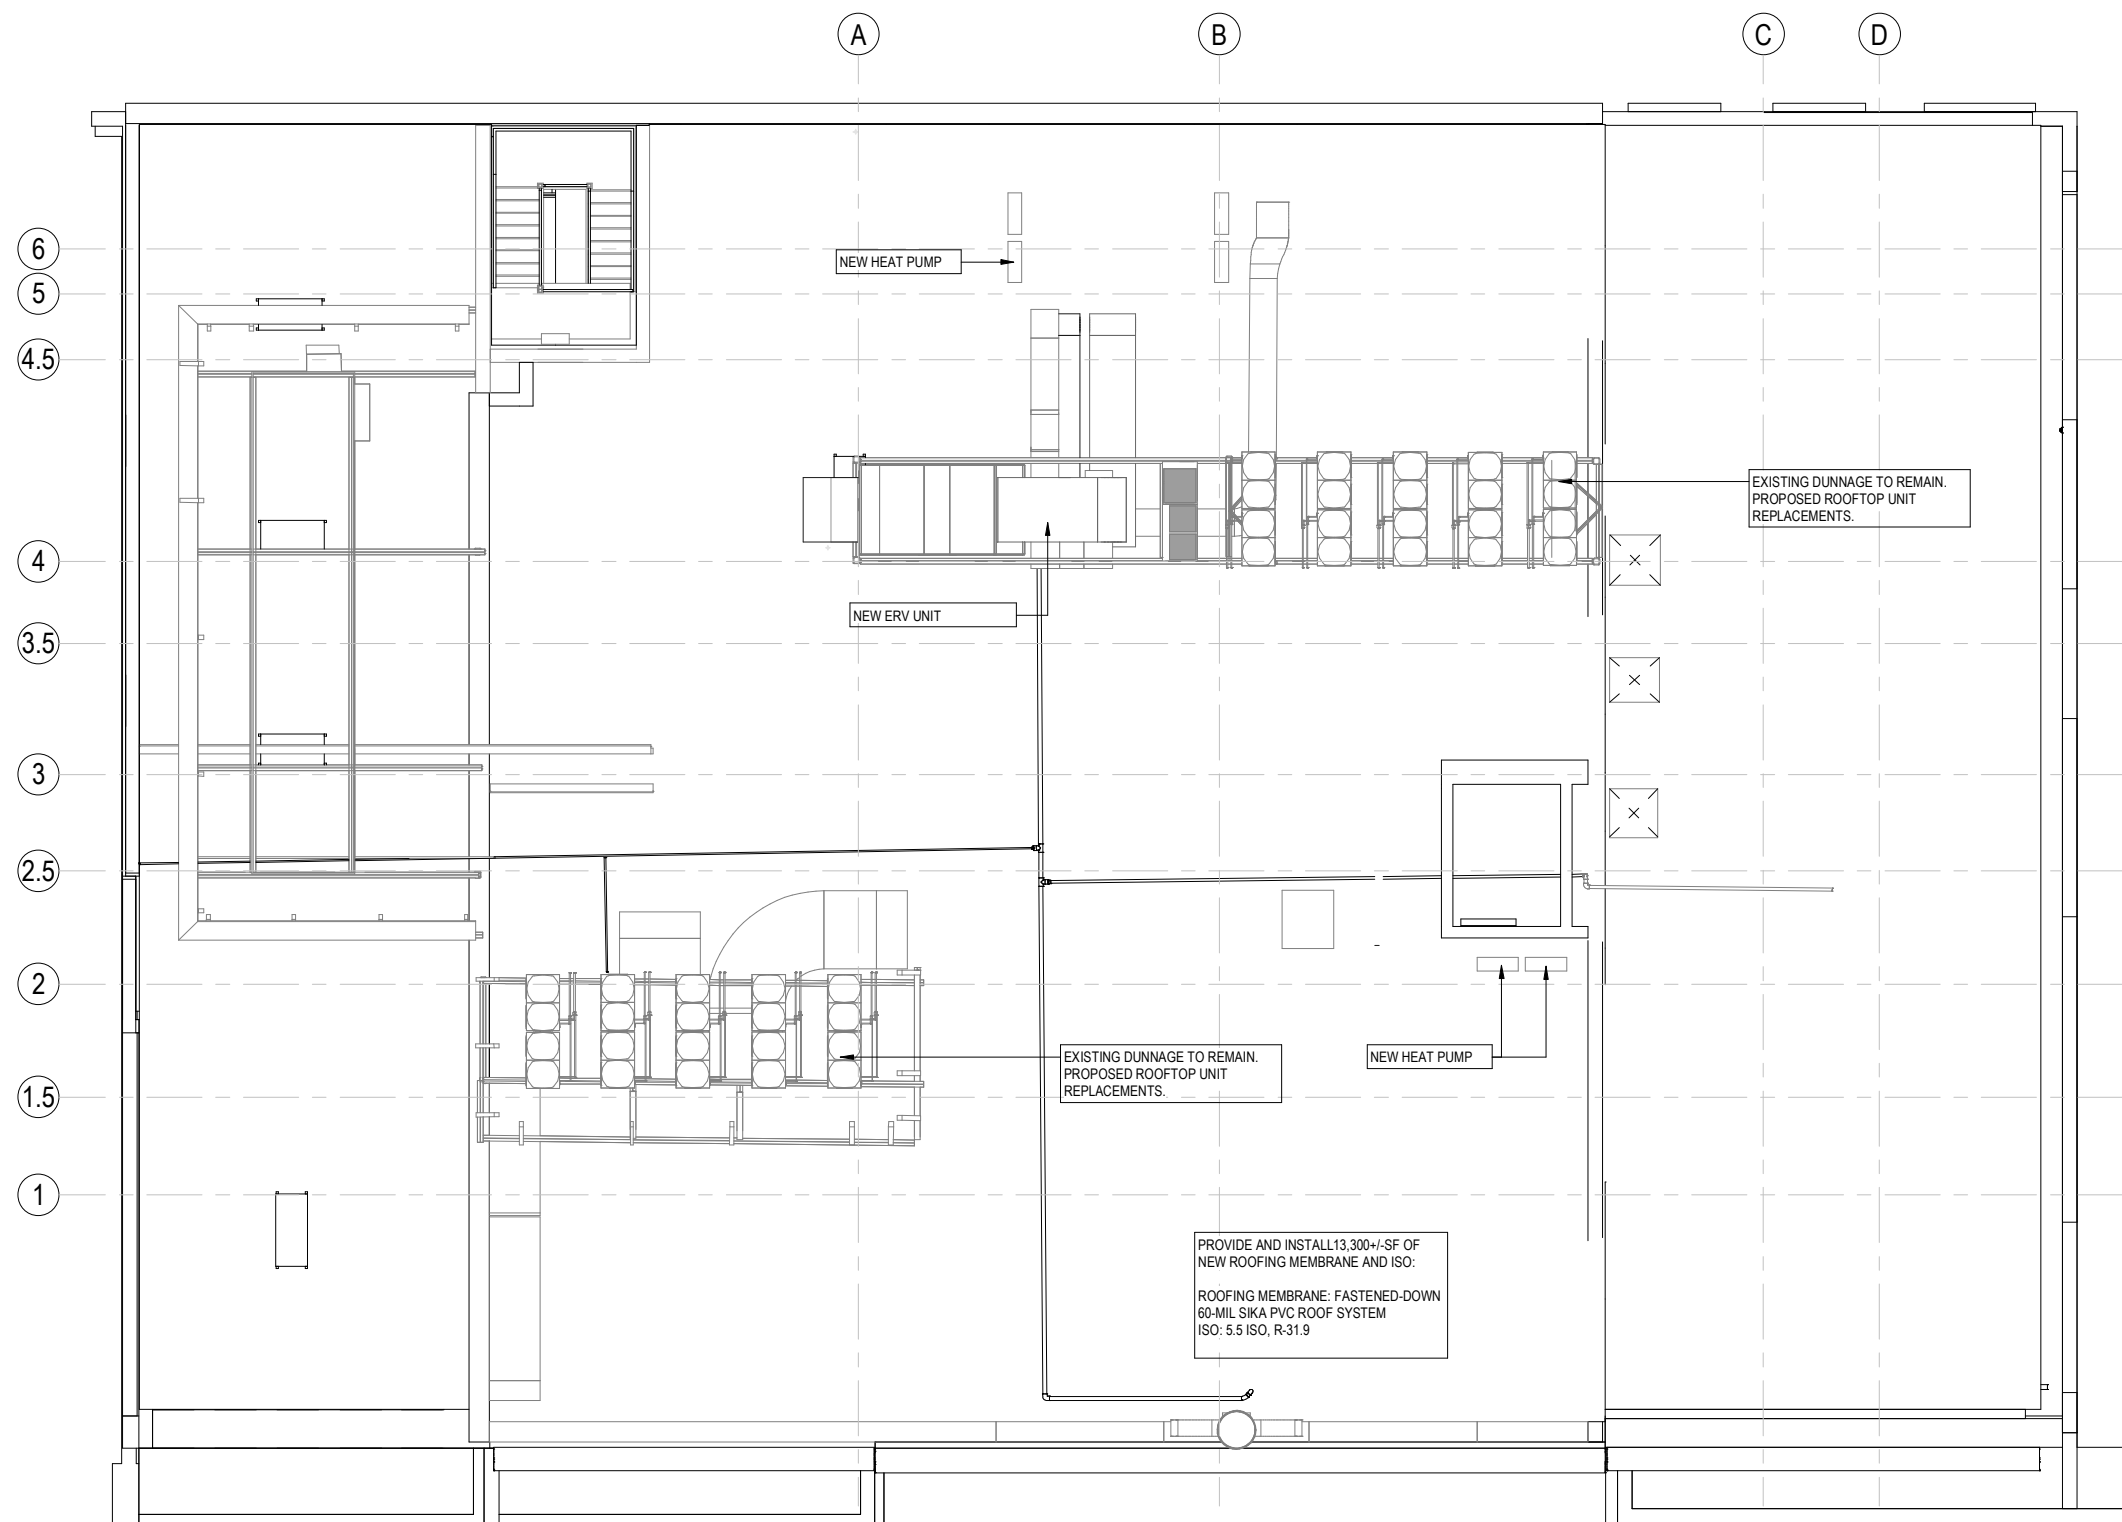 A
B
C
D
6
5
4.5
4
3.5
3
2.5
2
1.5
1
NEW HEAT PUMP
EXISTING DUNNAGE TO REMAIN.
PROPOSED ROOFTOP UNIT
REPLACEMENTS.
NEW ERV UNIT
EXISTING DUNNAGE TO REMAIN.
PROPOSED ROOFTOP UNIT
REPLACEMENTS.
NEW HEAT PUMP
PROVIDE AND INSTALL13,300+/-SF OF
NEW ROOFING MEMBRANE AND ISO:
ROOFING MEMBRANE: FASTENED-DOWN
60-MIL SIKA PVC ROOF SYSTEM
ISO: 5.5 ISO, R-31.9